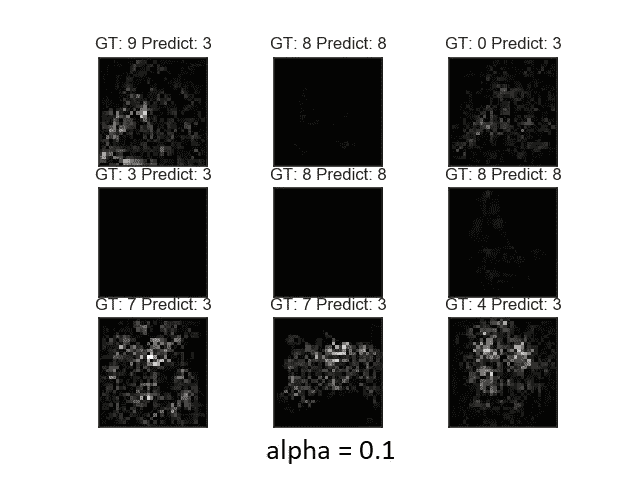 GT: 9 Predict: 3 GT: 8 Predict: 8 GT: 0 Predict: 3
GT: 3 Predict: 3 GT: 8 Predict: 8 GT: 8 Predict: 8
GT: 7 Predict: 3 GT: 7 Predict: 3 GT: 4 Predict: 3
alpha = 0.1